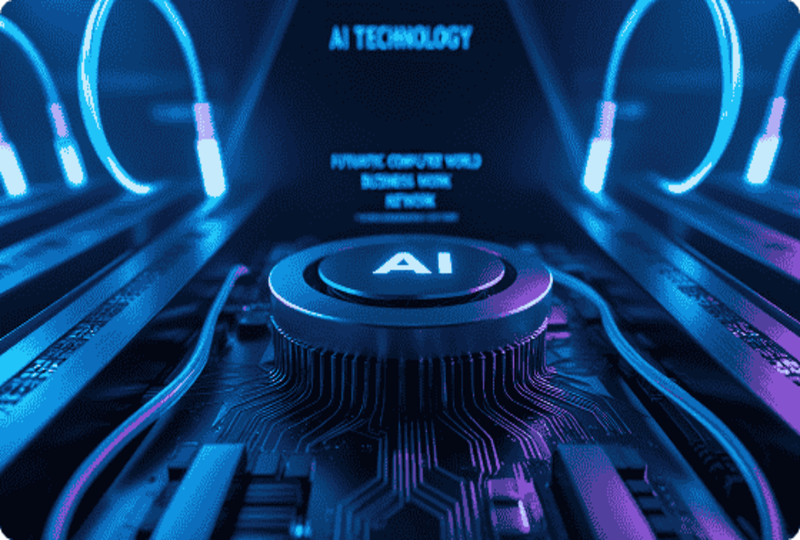 AI TECHNOLOGY
FUTURISTIC COMPUTER WORLD
BUSINESS WORK
NETWORK
AI